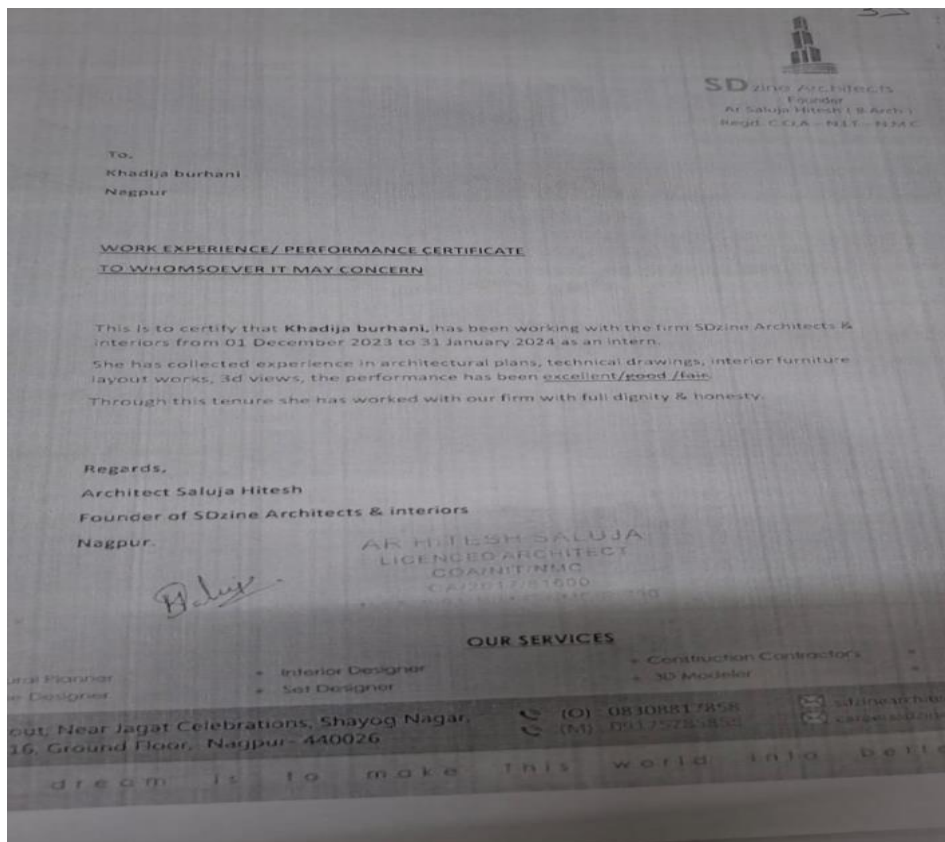 SDzine Architects
Founder
Ar Saluja Hitesh ( B.Arch )
Regd. C.O.A - N.I.T - N.M.C
To,
Khadija burhani
Nagpur
WORK EXPERIENCE/ PERFORMANCE CERTIFICATE
TO WHOMSOEVER IT MAY CONCERN
This is to certify that Khadija burhani, has been working with the firm SDzine Architects &
interiors from 01 December 2023 to 31 January 2024 as an intern.
She has collected experience in architectural plans, technical drawings, interior furniture
layout works, 3d views, the performance has been excellent/good /fair.
Through this tenure she has worked with our firm with full dignity & honesty.
Regards,
Architect Saluja Hitesh
Founder of SDzine Architects & interiors
Nagpur.
AR HITESH SALUJA
LICENCED ARCHITECT
COA/NIT/NMC
OUR SERVICES
Planner
Designer
Interior Designer
Set Designer
Construction Contractors
3D Modeler
out, Near Jagat Celebrations, Shayog Nagar,
16, Ground Floor, Nagpur- 440026
(O) 08308817858
(M)
dream is to make This world into